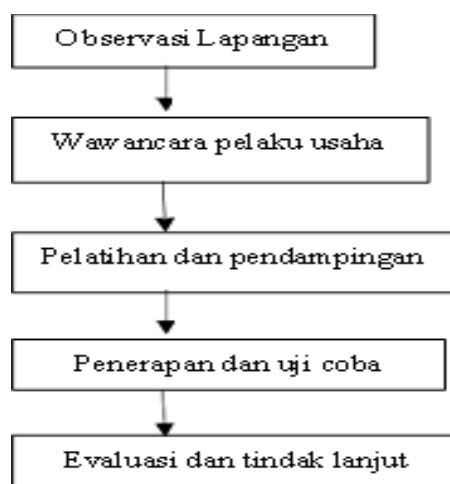 Observasi Lapangan
Wawancara pelaku usaha
Pelatihan dan pendampingan
Penerapan dan uji coba
Evaluasi dan tindak lanjut